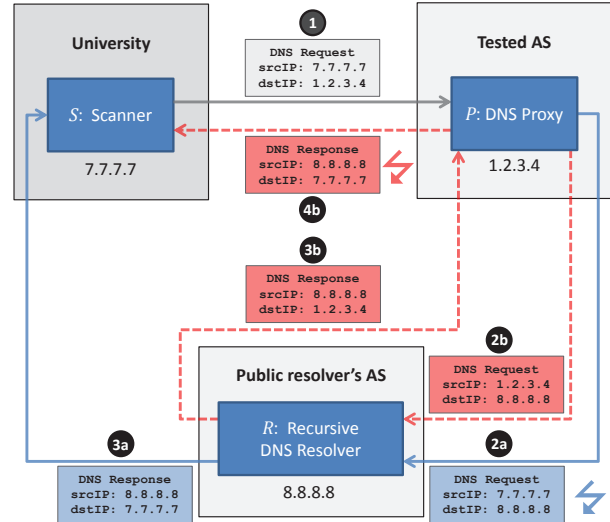 1
University
Tested AS
DNS Request
srcIP: 7.7.7.7
dstIP: 1.2.3.4
S: Scanner
P: DNS Proxy
7.7.7.7
1.2.3.4
DNS Response
srcIP: 8.8.8.8
dstIP: 7.7.7.7
4b
3b
DNS Response
srcIP: 8.8.8.8
dstIP: 1.2.3.4
2b
Public resolver's AS
DNS Request
srcIP: 1.2.3.4
dstIP: 8.8.8.8
R: Recursive
DNS Resolver
3a
2a
DNS Response
srcIP: 8.8.8.8
dstIP: 7.7.7.7
8.8.8.8
DNS Request
srcIP: 7.7.7.7
dstIP: 8.8.8.8